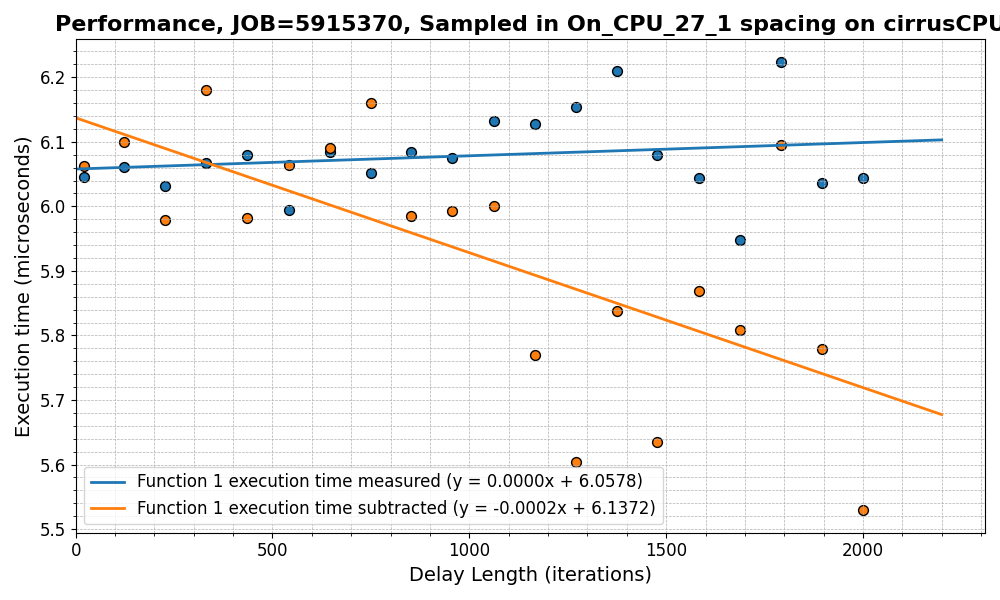 Performance, JOB=5915370, Sampled in On_CPU_27_1 spacing on cirrusCPU
6.2
6.1
6.0
5.9
5.8
5.7
5.6
5.5
Execution time (microseconds)
Function 1 execution time measured (y = 0.0000x + 6.0578)
Function 1 execution time subtracted (y = -0.0002x + 6.1372)
0 500 1000 1500 2000
Delay Length (iterations)